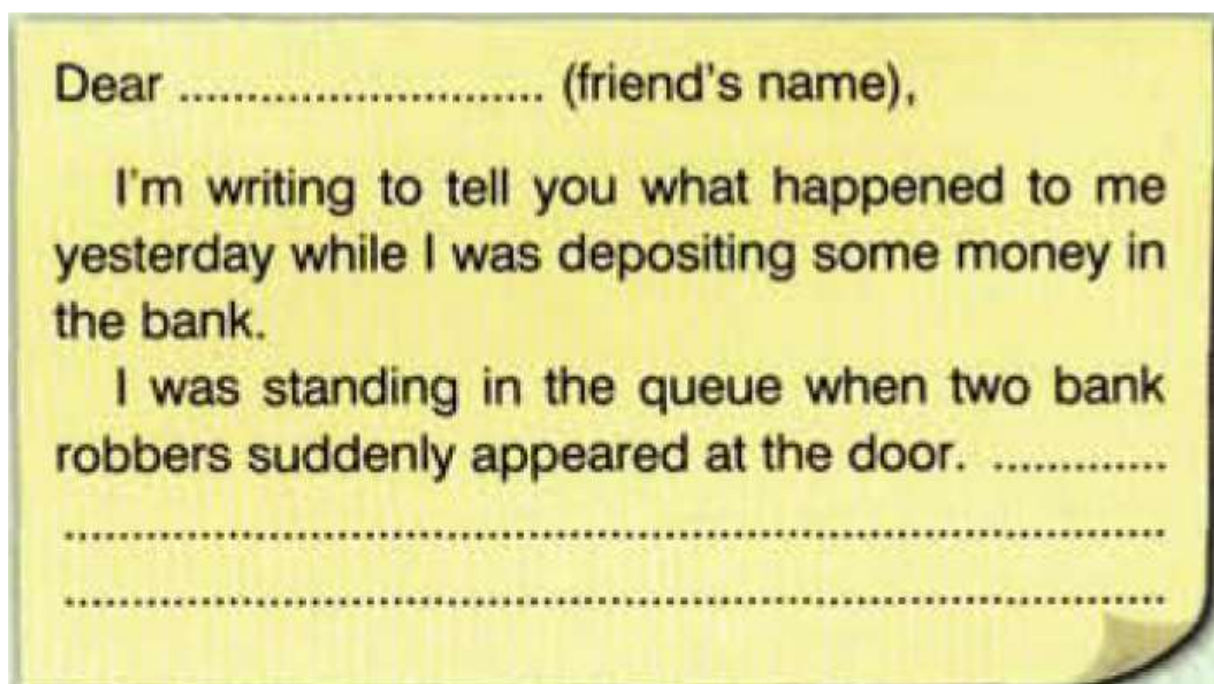 Dear ........................... (friend's name),
I'm writing to tell you what happened to me
yesterday while I was depositing some money in
the bank.
I was standing in the queue when two bank
robbers suddenly appeared at the door. .............
................................................................................
................................................................................